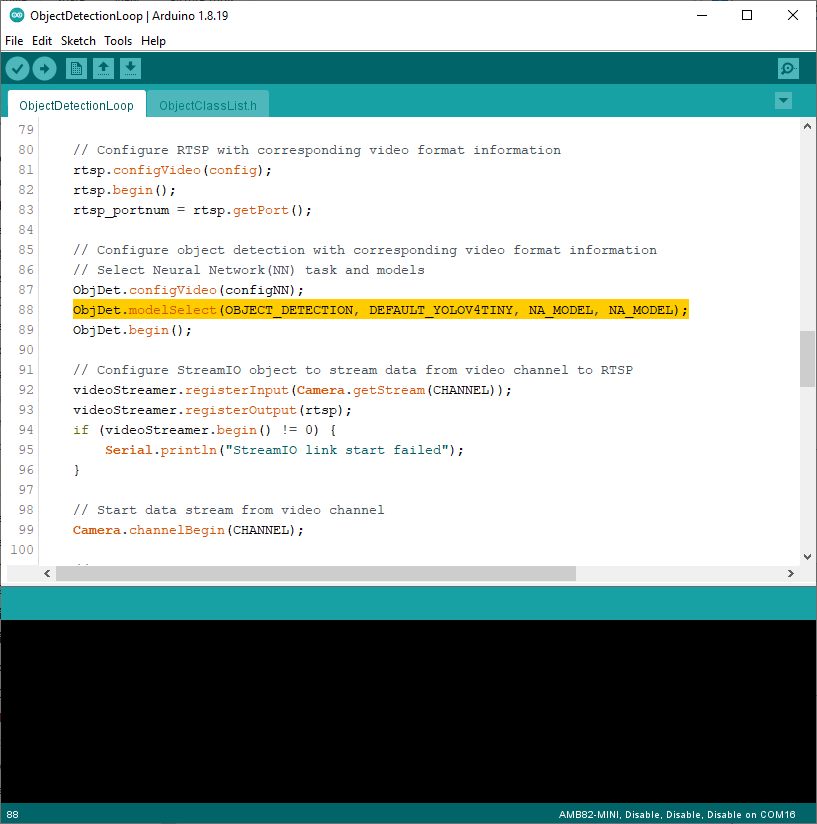 ObjectDetectionLoop | Arduino 1.8.19
File Edit Sketch Tools Help
ObjectDetectionLoop ObjectClassList.h
79
80 // Configure RTSP with corresponding video format information
81 rtsp.configVideo(config);
82 rtsp.begin();
83 rtsp_portnum = rtsp.getPort();
84
85 // Configure object detection with corresponding video format information
86 // Select Neural Network(NN) task and models
87 ObjDet.configVideo(configNN);
88 ObjDet.modelSelect(OBJECT_DETECTION, DEFAULT_YOLOV4TINY, NA_MODEL, NA_MODEL);
89 ObjDet.begin();
90
91 // Configure StreamIO object to stream data from video channel to RTSP
92 videoStreamer.registerInput(Camera.getStream(CHANNEL));
93 videoStreamer.registerOutput(rtsp);
94 if (videoStreamer.begin() != 0) {
95 Serial.println("StreamIO link start failed");
96 }
97
98 // Start data stream from video channel
99 Camera.channelBegin(CHANNEL);
100
88 AMB82-MINI, Disable, Disable, Disable on COM16